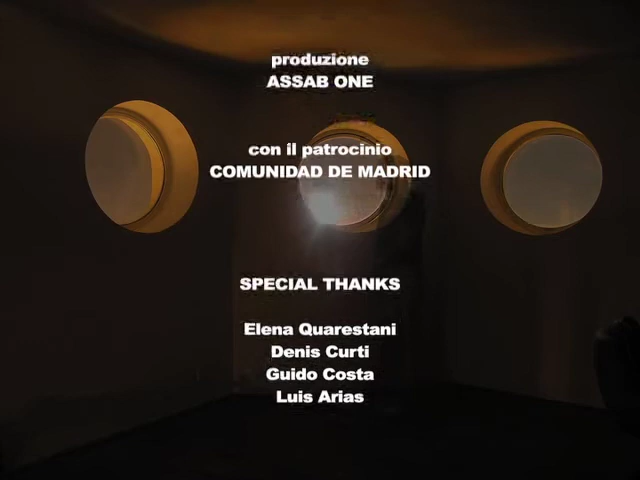 produzione
ASSAB ONE
con il patrocinio
COMUNIDAD DE MADRID
SPECIAL THANKS
Elena Quarestani
Denis Curti
Guido Costa
Luis Arias